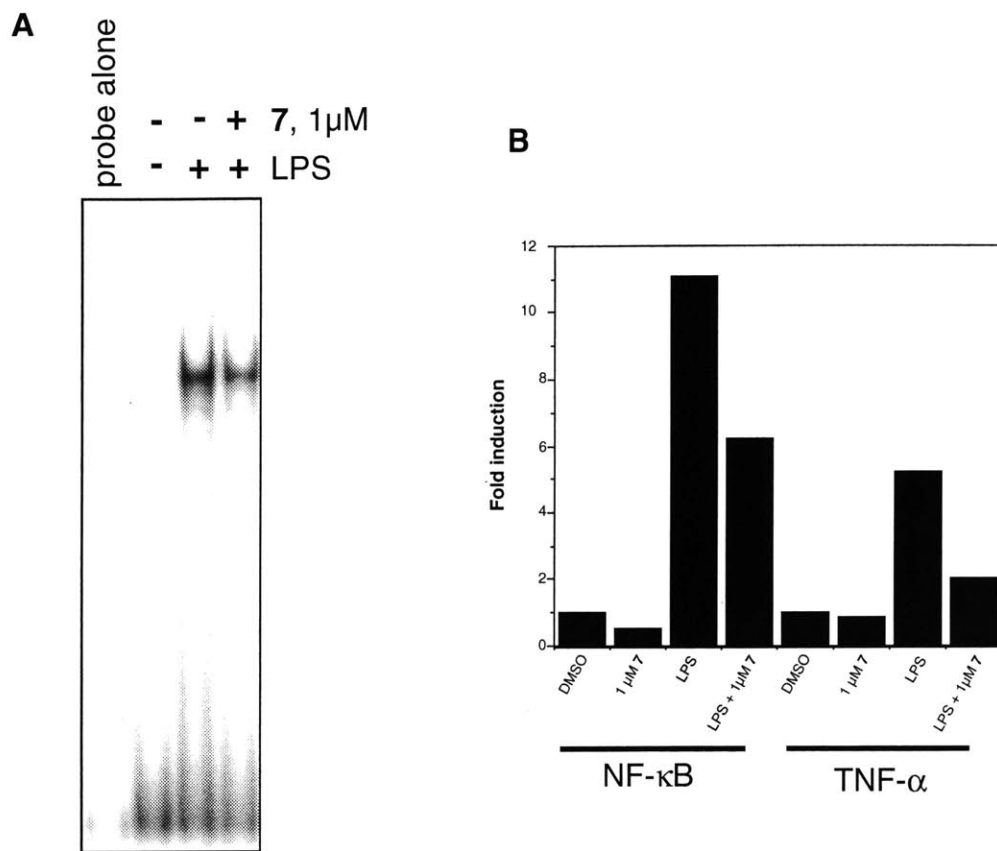 A
probe alone
- - + 7, 1µM
- + + LPS
B
Fold induction
12
10
8
6
4
2
0
DMSO
1 µM 7
LPS
LPS + 1µM 7
DMSO
1 µM 7
LPS
LPS + 1µM 7
NF-κB
TNF-α